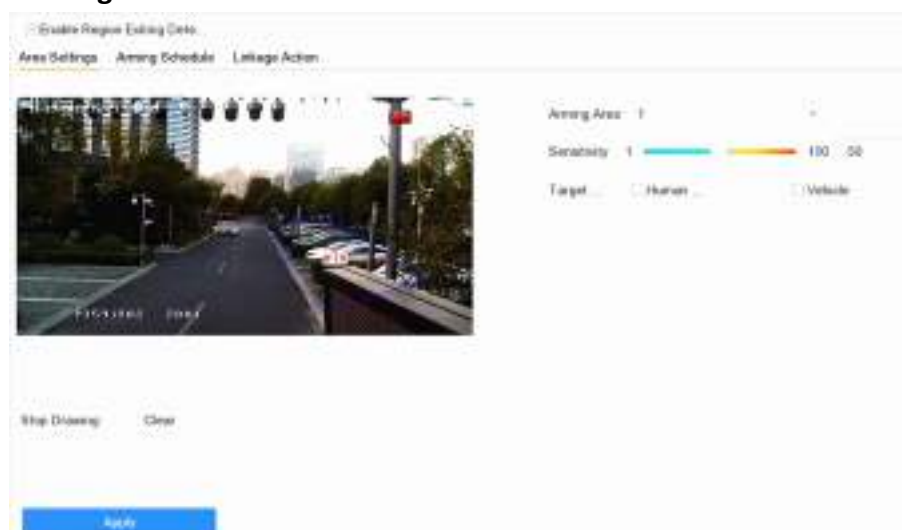 Enable Region Exiting Dete..
Area Settings Arming Schedule Linkage Action
Arming Area 1
Sensitivity 1 100 50
Target ... Human ... Vehicle
Stop Drawing Clear
Apply